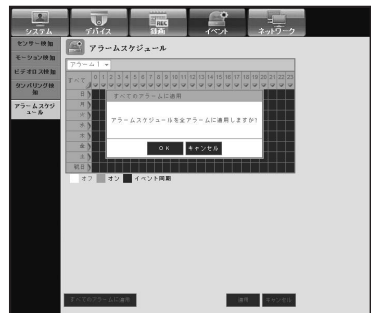 システム
デバイス
REC
録画
イベント
ネットワーク
センサー検知
モーション検知
ビデオロス検知
タンパリング検知
アラームスケジュール
アラームスケジュール
アラーム1
すべて
0 1 2 3 4 5 6 7 8 9 10 11 12 13 14 15 16 17 18 19 20 21 22 23
日
月
火
水
木
金
土
祝日
すべてのアラームに適用
アラームスケジュールを全アラームに適用しますか?
OK
キャンセル
オフ
オン
イベント同期
すべてのアラームに適用
適用
キャンセル